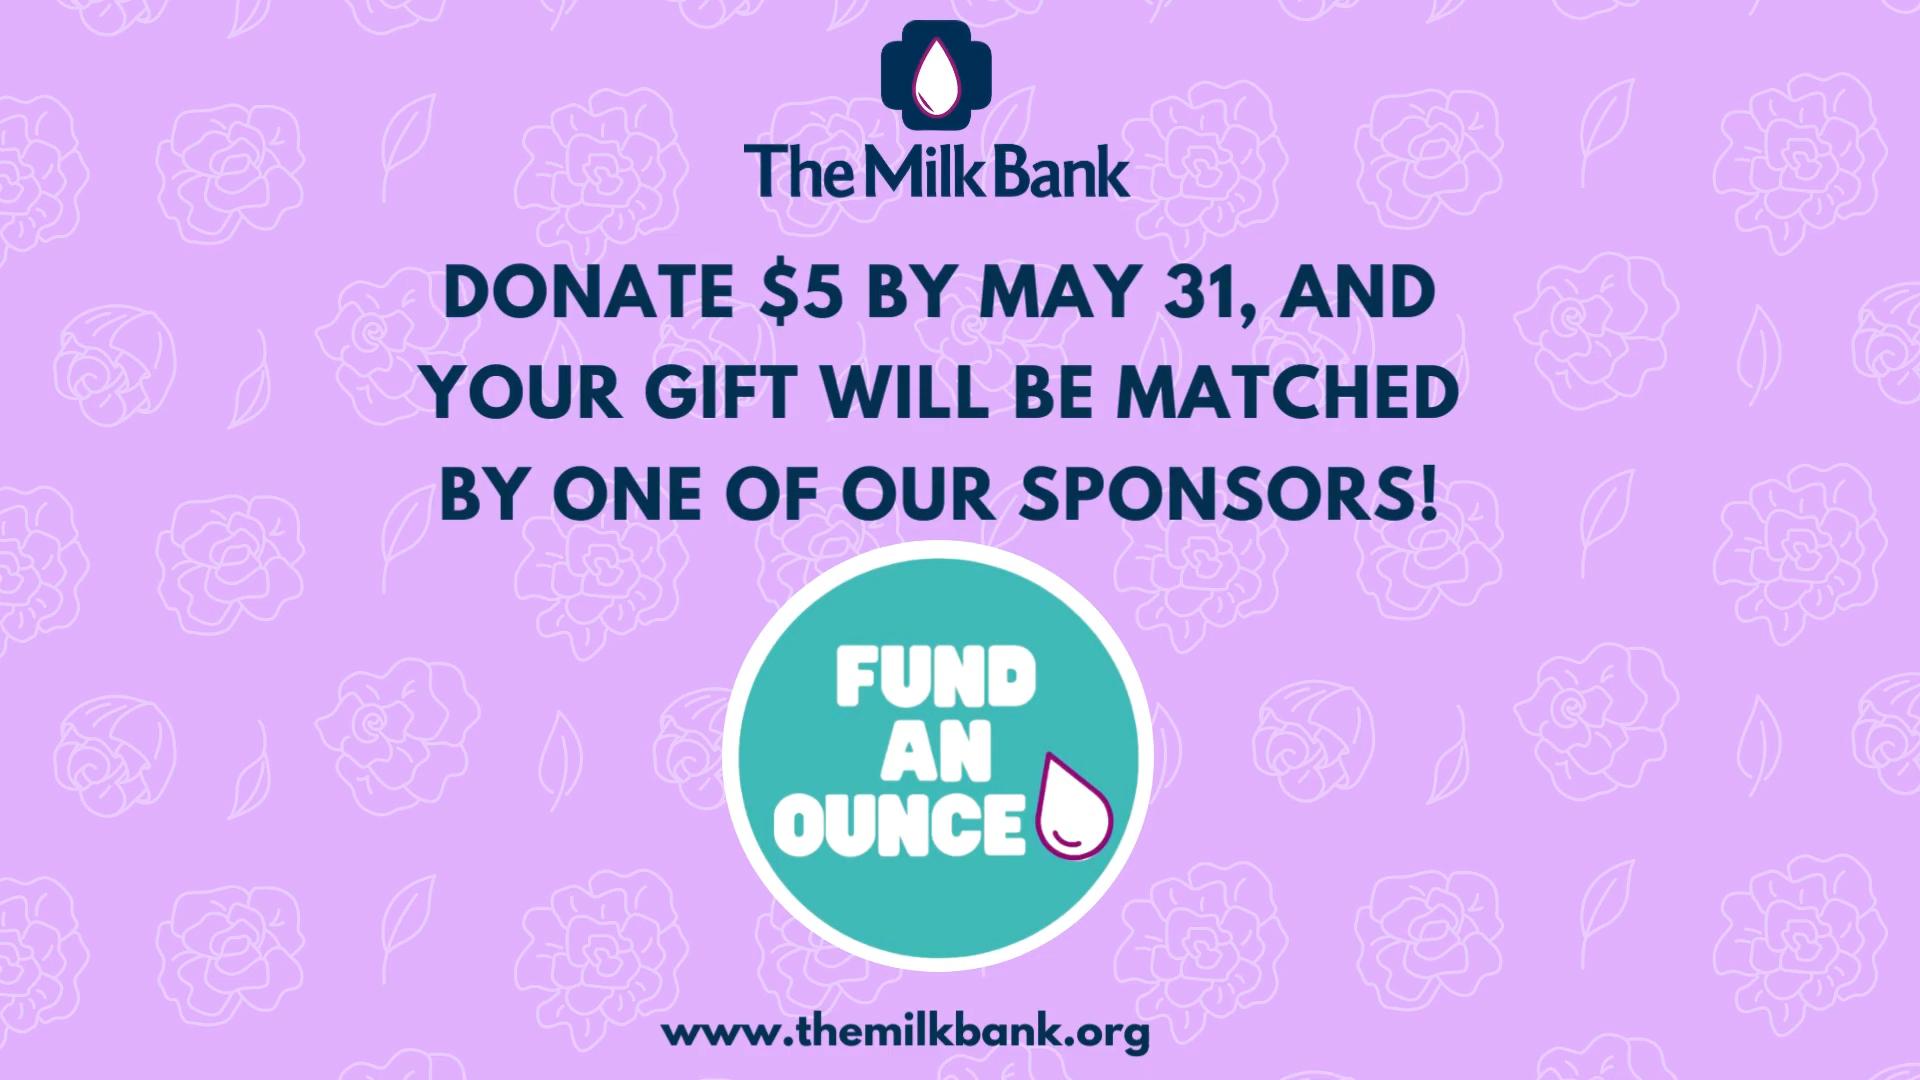 The Milk Bank
DONATE $5 BY MAY 31, AND
YOUR GIFT WILL BE MATCHED
BY ONE OF OUR SPONSORS!
FUND
AN
OUNCE
www.themilkbank.org